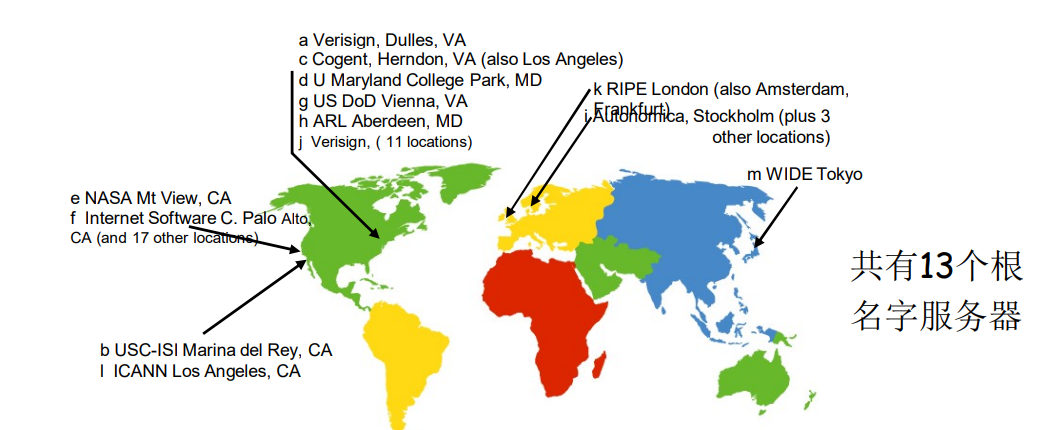 a Verisign, Dulles, VA
c Cogent, Herndon, VA (also Los Angeles)
d U Maryland College Park, MD
g US DoD Vienna, VA
h ARL Aberdeen, MD
j Verisign, ( 11 locations)
k RIPE London (also Amsterdam,
Frankfurt)
i Autonomica, Stockholm (plus 3
other locations)
m WIDE Tokyo
e NASA Mt View, CA
f Internet Software C. Palo Alto,
CA (and 17 other locations)
b USC-ISI Marina del Rey, CA
l ICANN Los Angeles, CA
共有13个根
名字服务器